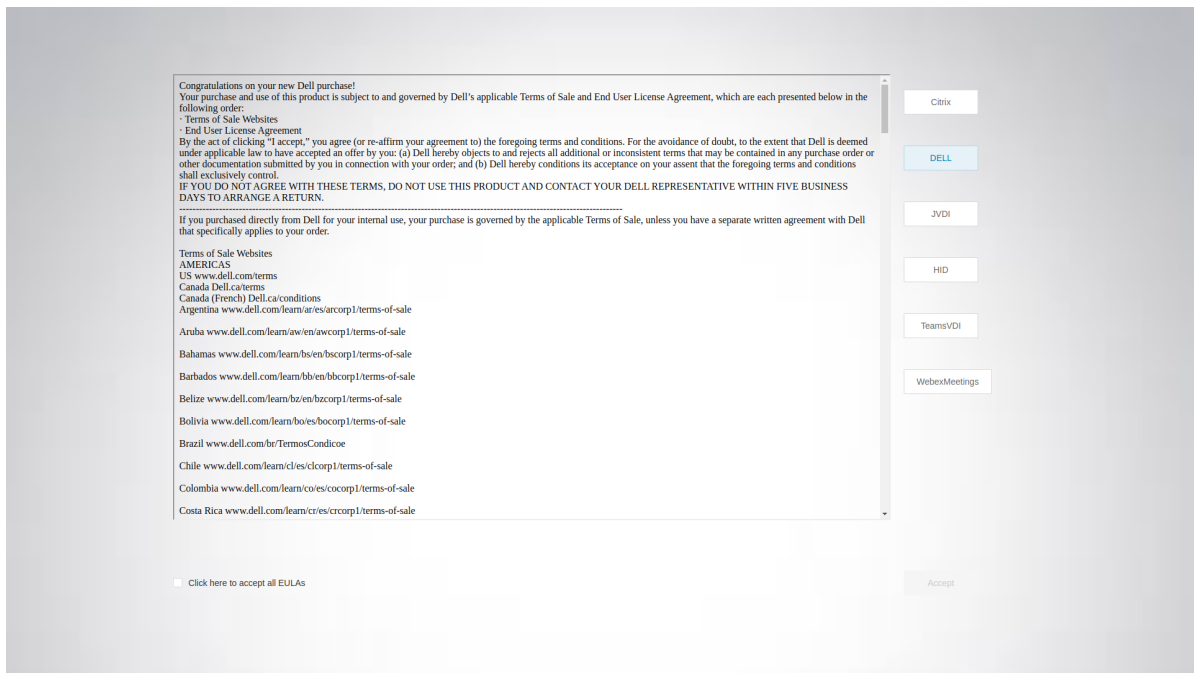 Congratulations on your new Dell purchase!
Your purchase and use of this product is subject to and governed by Dell’s applicable Terms of Sale and End User License Agreement, which are each presented below in the
following order:
· Terms of Sale Websites
· End User License Agreement
By the act of clicking “I accept,” you agree (or re-affirm your agreement to) the foregoing terms and conditions. For the avoidance of doubt, to the extent that Dell is deemed
under applicable law to have accepted an offer by you: (a) Dell hereby objects to and rejects all additional or inconsistent terms that may be contained in any purchase order or
other documentation submitted by you in connection with your order; and (b) Dell hereby conditions its acceptance on your assent that the foregoing terms and conditions
shall exclusively control.
IF YOU DO NOT AGREE WITH THESE TERMS, DO NOT USE THIS PRODUCT AND CONTACT YOUR DELL REPRESENTATIVE WITHIN FIVE BUSINESS
DAYS TO ARRANGE A RETURN.
----------------------------------------------------------------------------------------------------------------------------------------
If you purchased directly from Dell for your internal use, your purchase is governed by the applicable Terms of Sale, unless you have a separate written agreement with Dell
that specifically applies to your order.
Terms of Sale Websites
AMERICAS
US www.dell.com/terms
Canada Dell.ca/terms
Canada (French) Dell.ca/conditions
Argentina www.dell.com/learn/ar/es/arcorp1/terms-of-sale
Aruba www.dell.com/learn/aw/en/awcorp1/terms-of-sale
Bahamas www.dell.com/learn/bs/en/bscorp1/terms-of-sale
Barbados www.dell.com/learn/bb/en/bbcorp1/terms-of-sale
Belize www.dell.com/learn/bz/en/bzcorp1/terms-of-sale
Bolivia www.dell.com/learn/bo/es/bocorp1/terms-of-sale
Brazil www.dell.com/br/TermosCondicoe
Chile www.dell.com/learn/cl/es/clcorp1/terms-of-sale
Colombia www.dell.com/learn/co/es/cocorp1/terms-of-sale
Costa Rica www.dell.com/learn/cr/es/crcorp1/terms-of-sale
Citrix
DELL
JVDI
HID
TeamsVDI
WebexMeetings
Click here to accept all EULAs
Accept